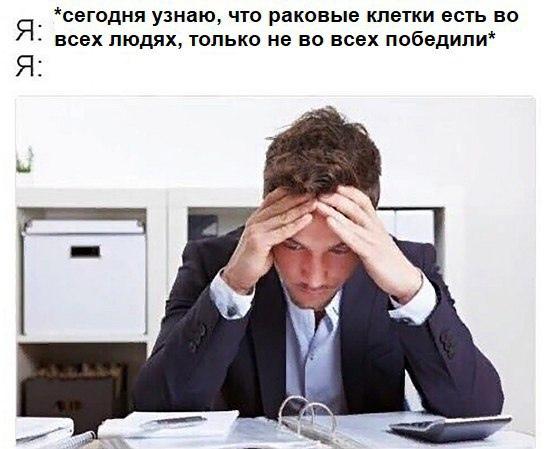 Я: *сегодня узнаю, что раковые клетки есть во
всех людях, только не во всех победили*
Я: